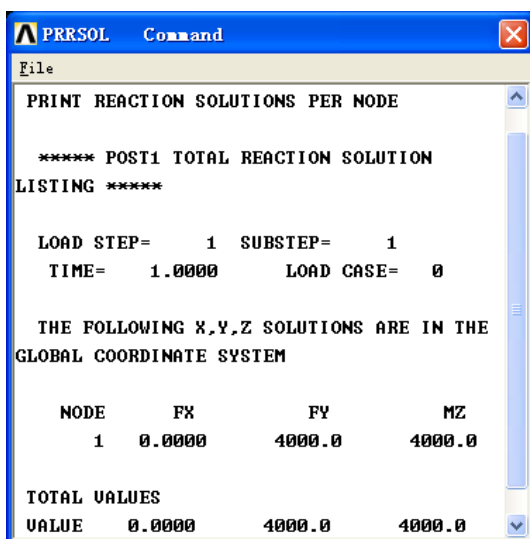 PRRSOL Command
File
PRINT REACTION SOLUTIONS PER NODE
***** POST1 TOTAL REACTION SOLUTION
LISTING *****
LOAD STEP= 1 SUBSTEP= 1
TIME= 1.0000 LOAD CASE= 0
THE FOLLOWING X,Y,Z SOLUTIONS ARE IN THE
GLOBAL COORDINATE SYSTEM
NODE FX FY MZ
1 0.0000 4000.0 4000.0
TOTAL VALUES
VALUE 0.0000 4000.0 4000.0